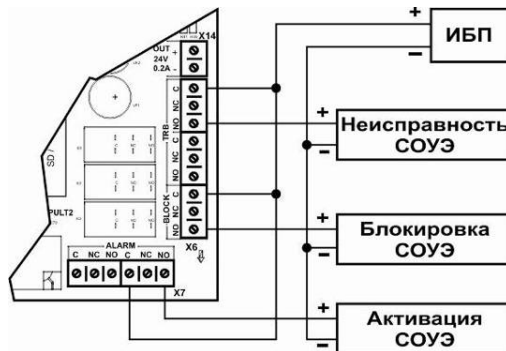 X14
OUT
24V
0.2A
+
-
C
NC
NO
C
NC
NO
TRB
C
NC
NO
BLOCK
X6
SD /
PULT2
ALARM
C NC NO C NC NO
X7
+
−
ИБП
+
−
Неисправность
СОУЭ
+
−
Блокировка
СОУЭ
+
−
Активация
СОУЭ